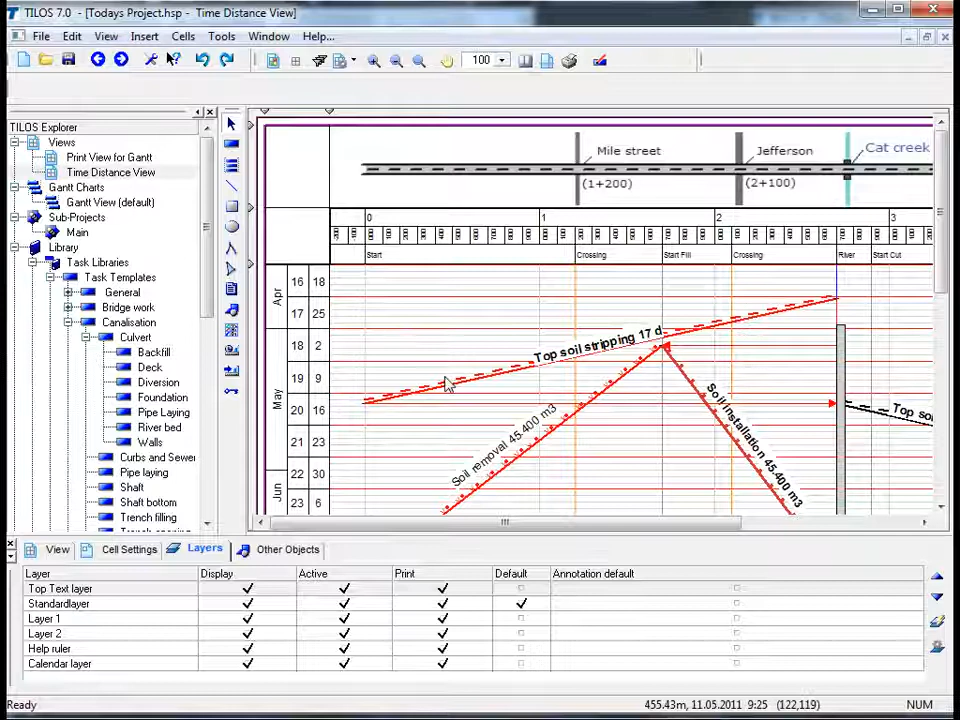 TILOS 7.0 - [Todays Project.hsp - Time Distance View]
File Edit View Insert Cells Tools Window Help...
100
TILOS Explorer
Views
Print View for Gantt
Time Distance View
Gantt Charts
Gantt View (default)
Sub-Projects
Main
Library
Task Libraries
Task Templates
General
Bridge work
Canalisation
Culvert
Backfill
Deck
Diversion
Foundation
Pipe Laying
River bed
Walls
Curbs and Sewer
Pipe laying
Shaft
Shaft bottom
Trench filling
Mile street
Jefferson
Cat creek
(1+200)
(2+100)
0 1 2 3
Start Crossing Start Fill Crossing River Start Cut
Apr
May
Jun
16 18
17 25
18 2
19 9
20 16
21 23
22 30
23 6
Top soil stripping 17 d
Soil removal 45.400 m3
Soil installation 45.400 m3
Top so
View Cell Settings Layers Other Objects
Layer Display Active Print Default Annotation default
Top Text layer
Standardlayer
Layer 1
Layer 2
Help ruler
Calendar layer
Ready 455.43m, 11.05.2011 9:25 (122,119) NUM